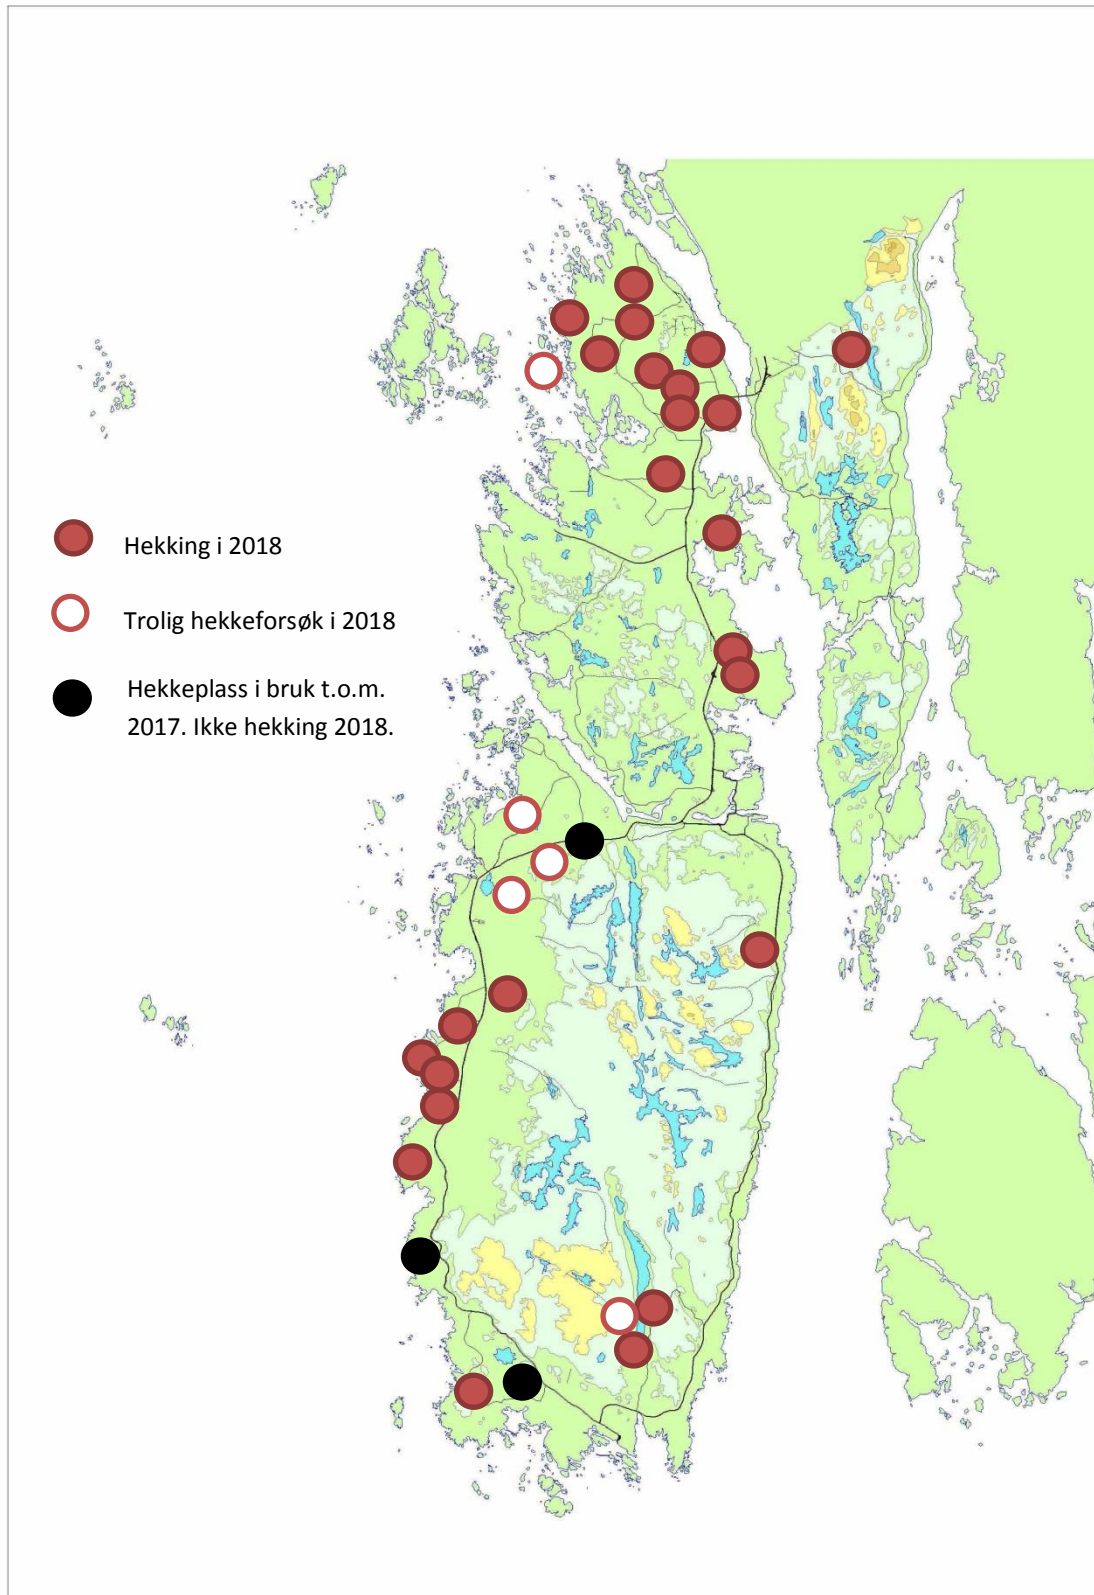 Hekking i 2018
Trolig hekkeforsøk i 2018
Hekkeplass i bruk t.o.m.
2017. Ikke hekking 2018.